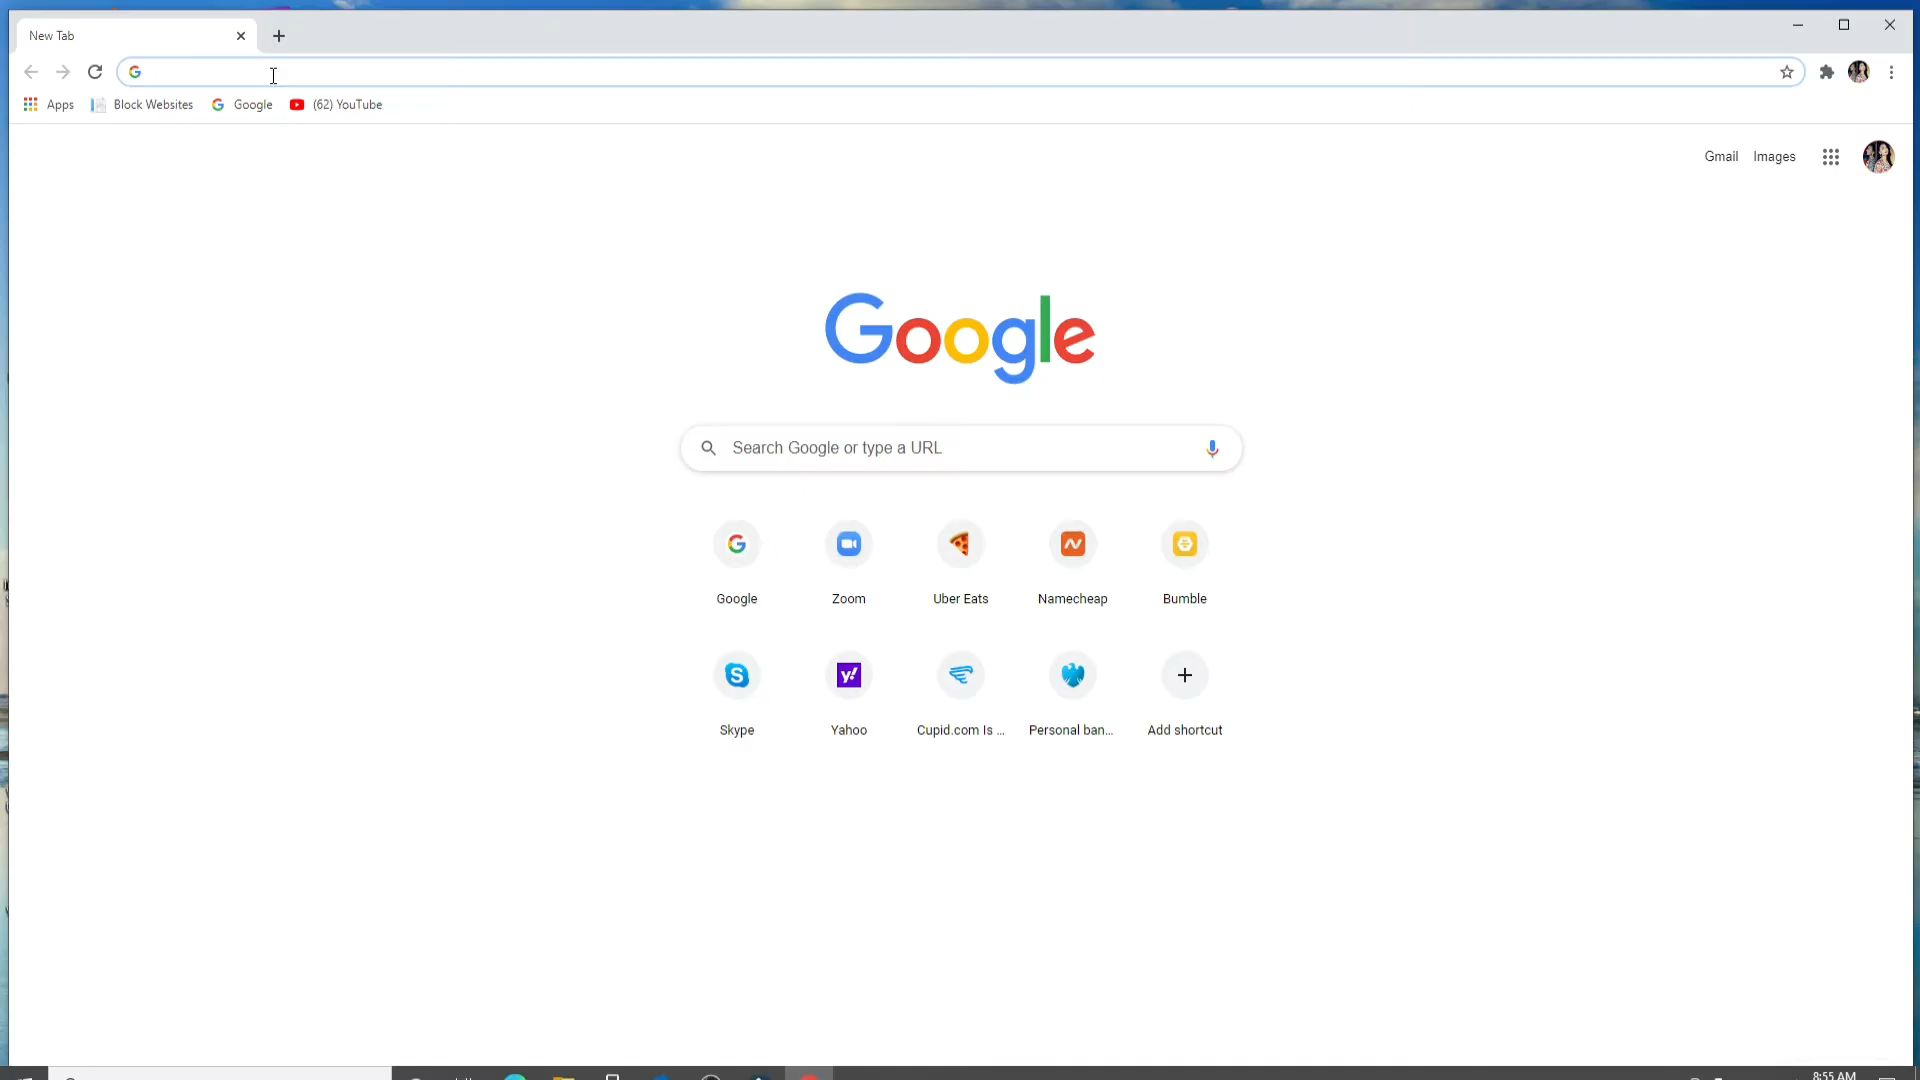 New Tab
Apps Block Websites Google (62) YouTube
Gmail Images
Google
Search Google or type a URL
Google Zoom Uber Eats Namecheap Bumble
Skype Yahoo Cupid.com Is ... Personal ban... Add shortcut
8:55 AM